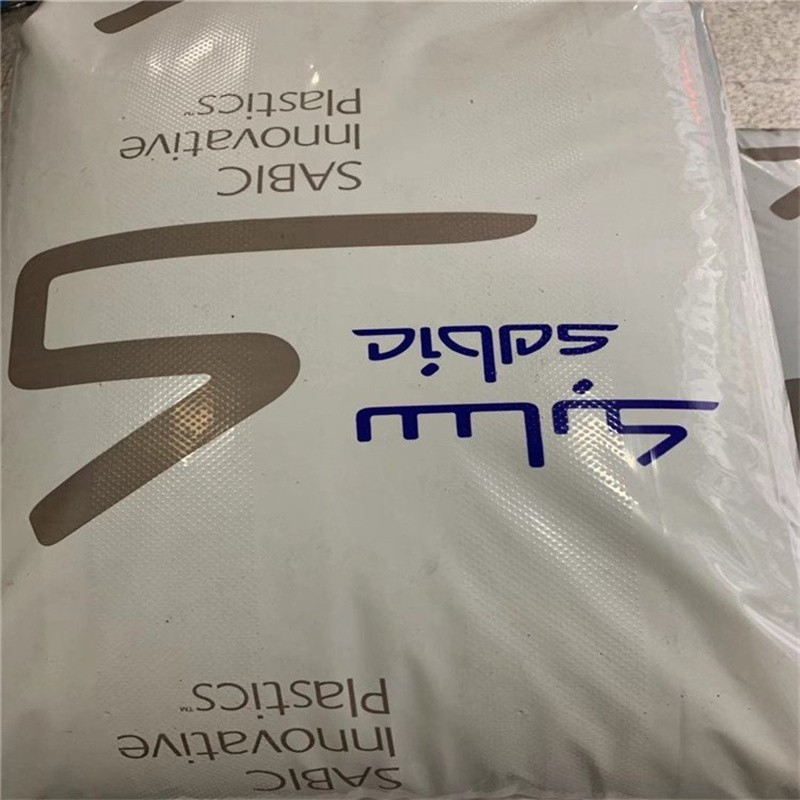 SABIC
Innovative
Plastics™
سابك
sabic
SABIC
Innovative
Plastics™